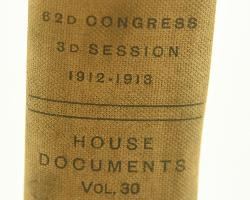 62D CONGRESS
3D SESSION
1912-1913
HOUSE
DOCUMENTS
VOL. 30